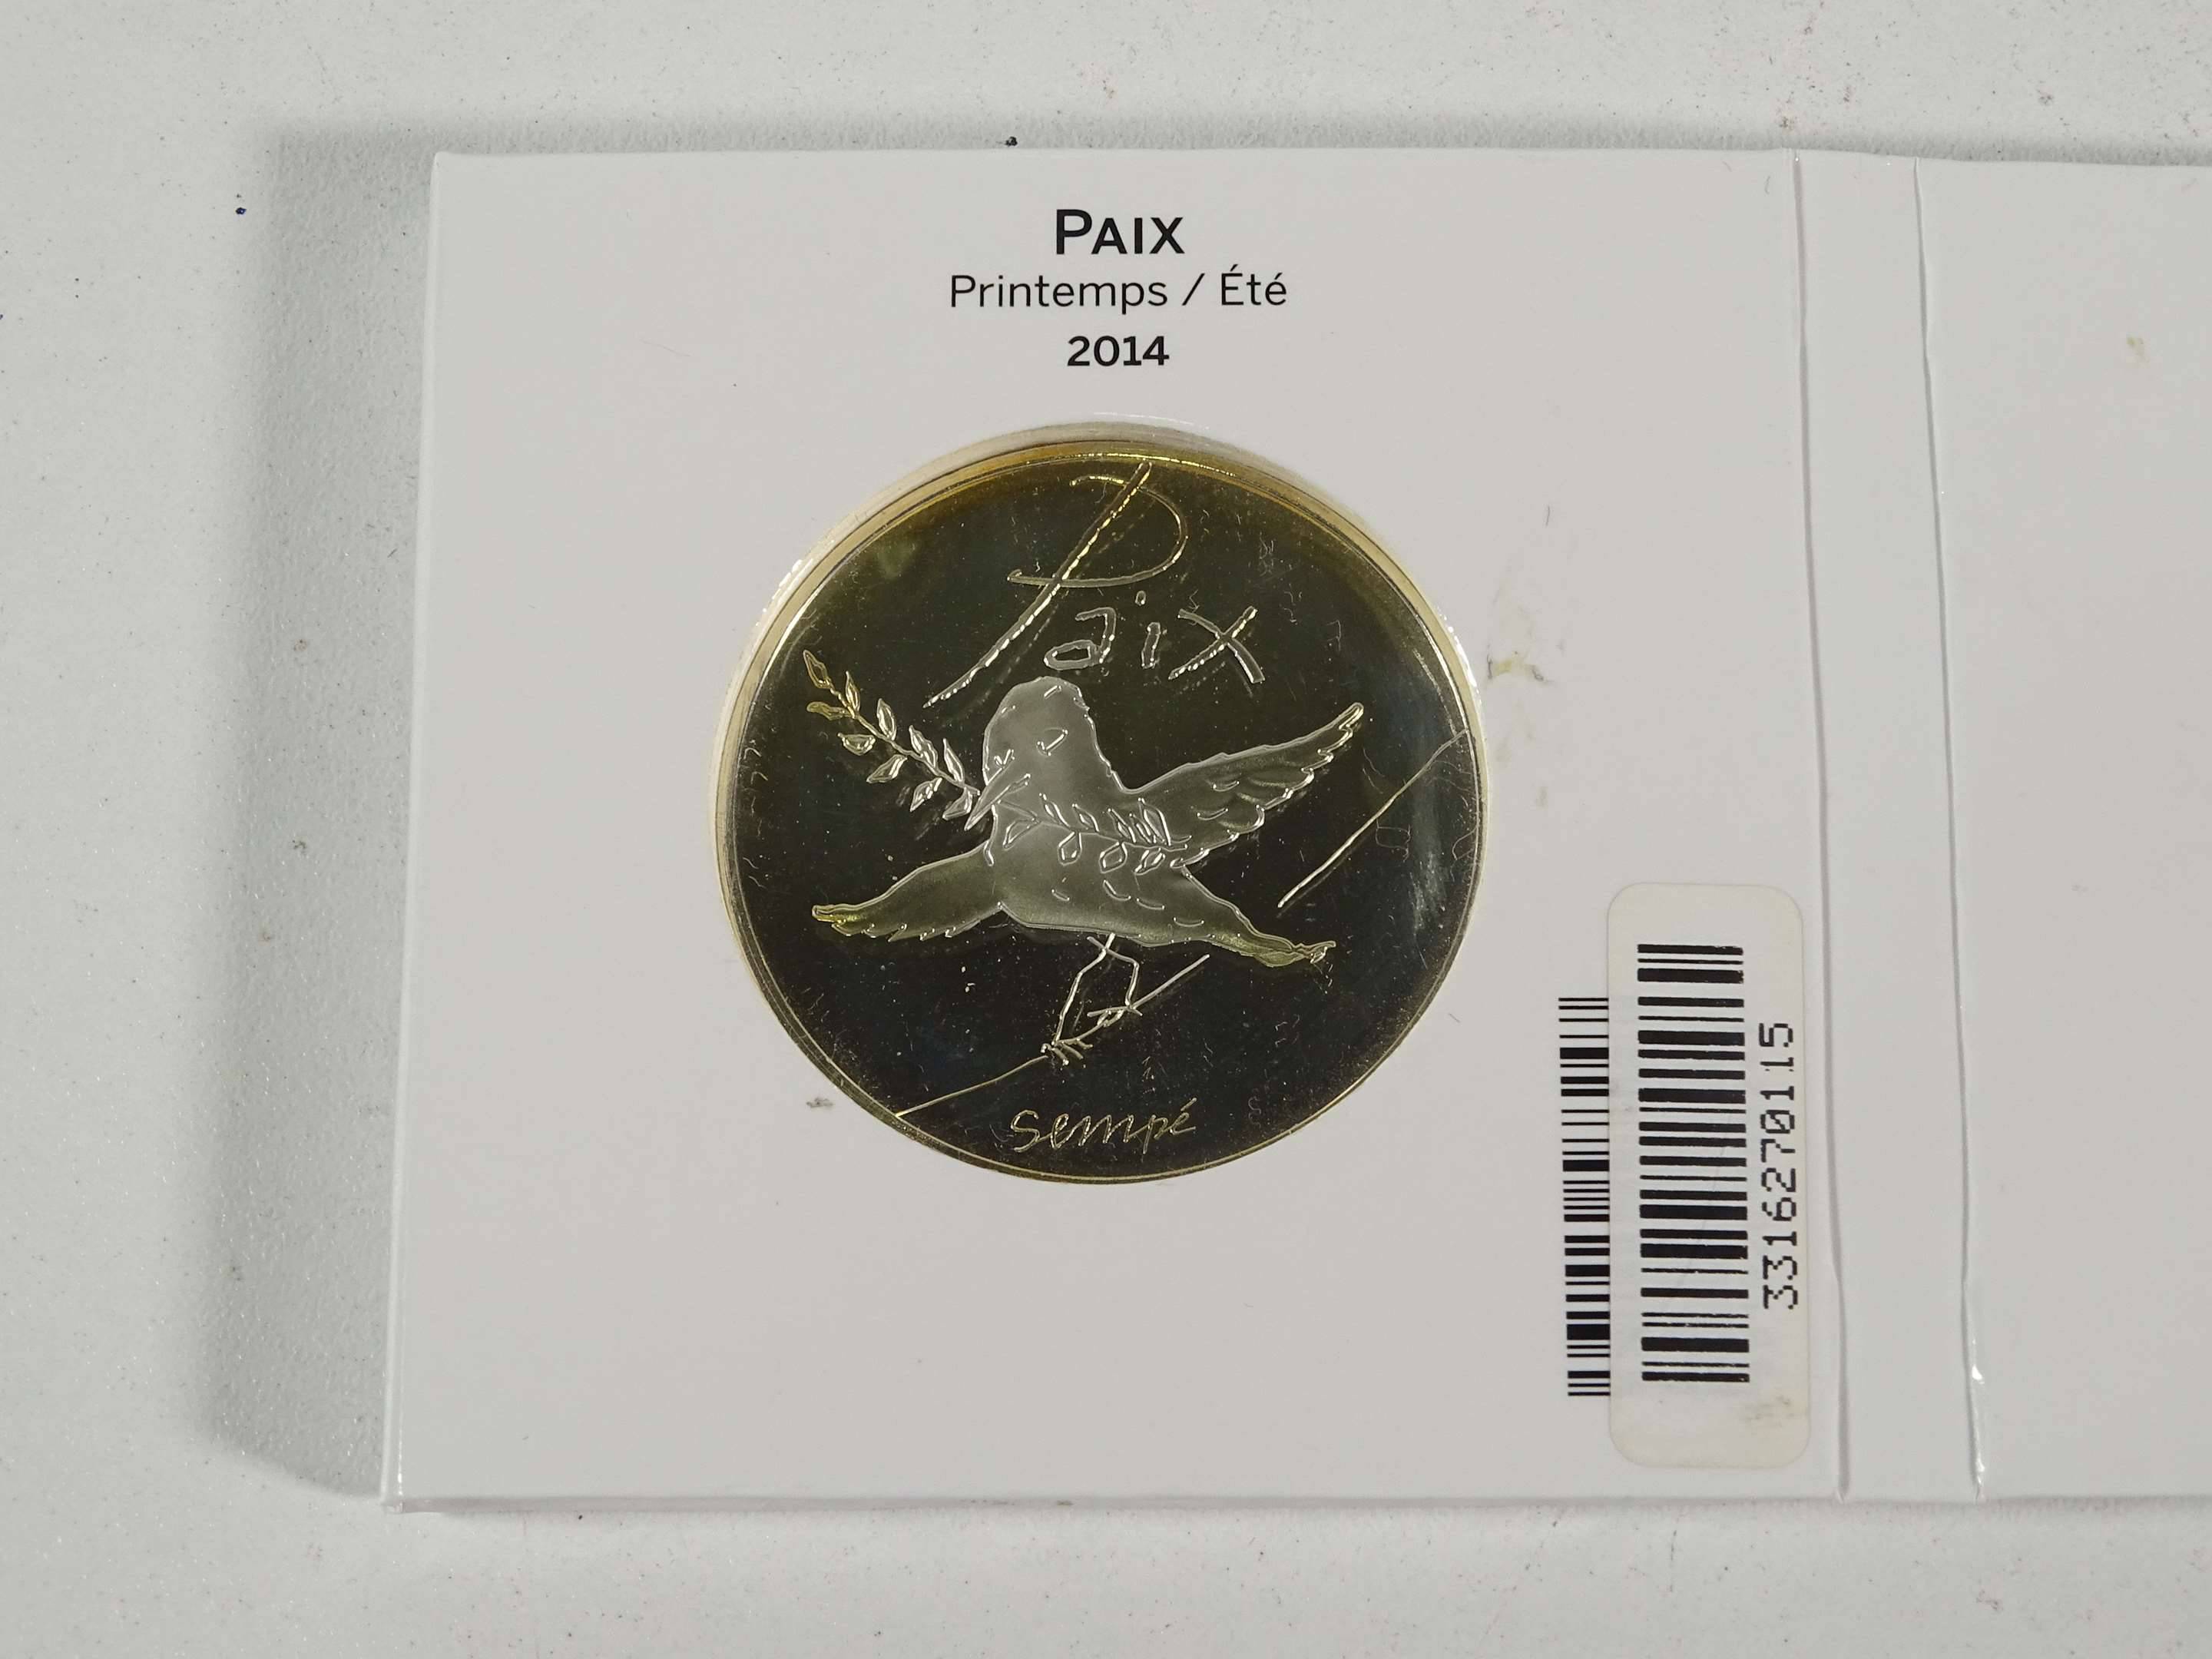 PAIX
Printemps / Été
2014
Paix
sempé
3316270115